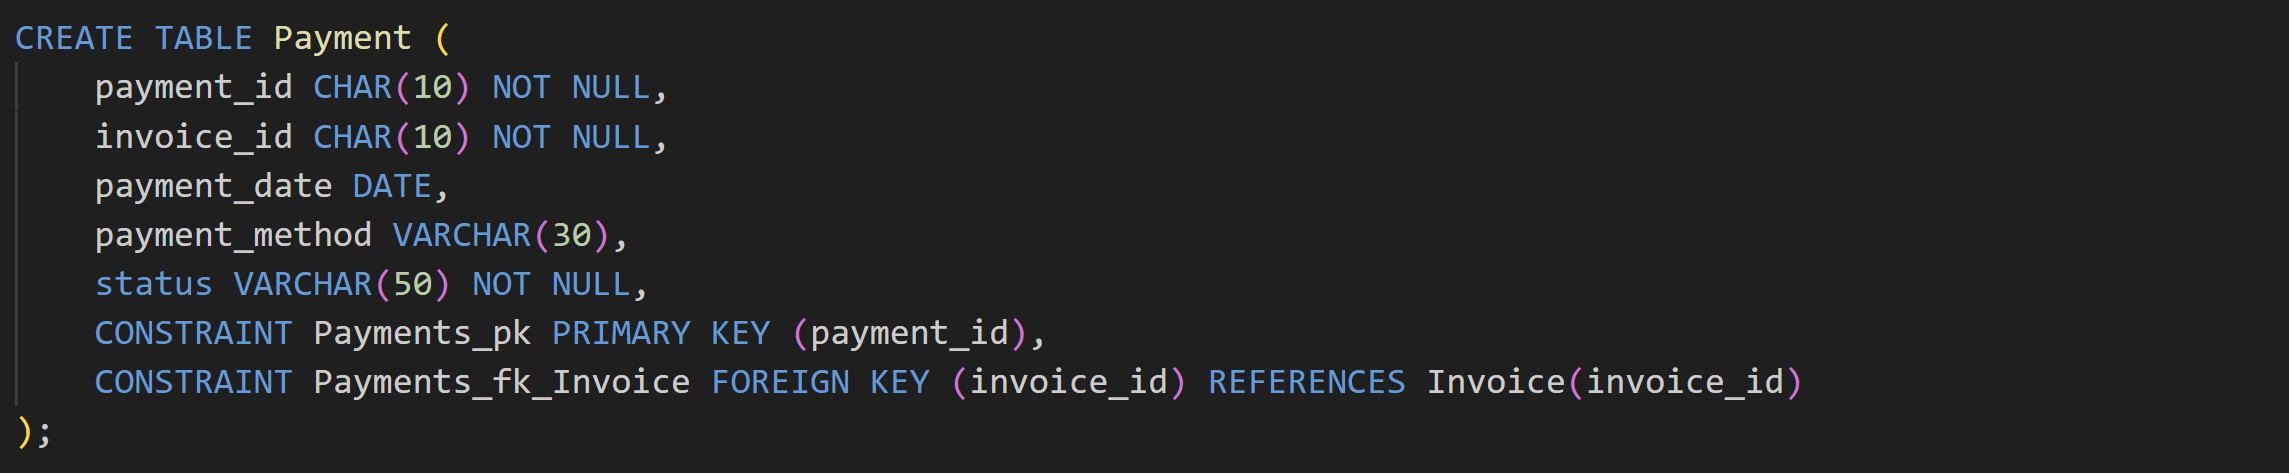 CREATE TABLE Payment (
    payment_id CHAR(10) NOT NULL,
    invoice_id CHAR(10) NOT NULL,
    payment_date DATE,
    payment_method VARCHAR(30),
    status VARCHAR(50) NOT NULL,
    CONSTRAINT Payments_pk PRIMARY KEY (payment_id),
    CONSTRAINT Payments_fk_Invoice FOREIGN KEY (invoice_id) REFERENCES Invoice(invoice_id)
);